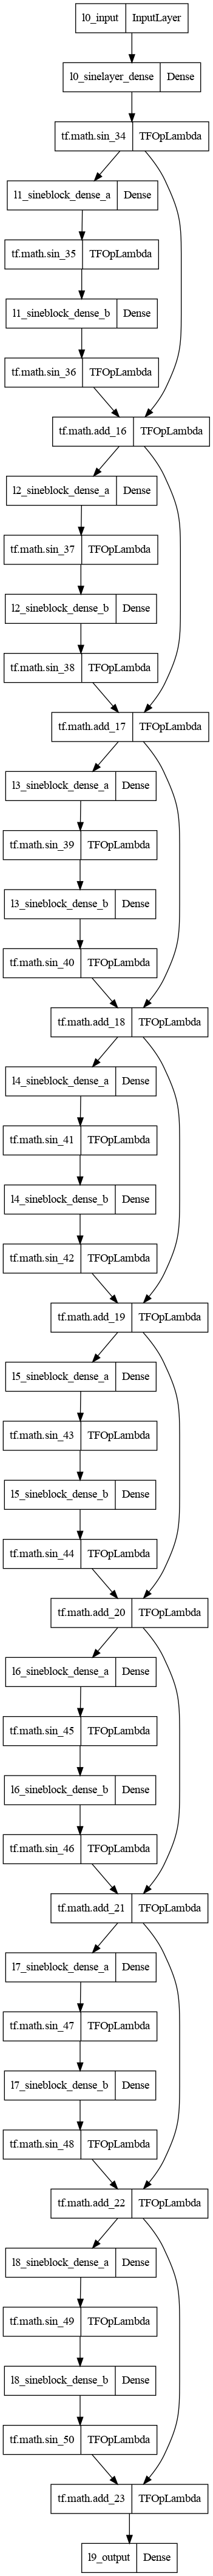 l0_input InputLayer
l0_sinelayer_dense Dense
tf.math.sin_34 TFOpLambda
l1_sineblock_dense_a Dense
tf.math.sin_35 TFOpLambda
l1_sineblock_dense_b Dense
tf.math.sin_36 TFOpLambda
tf.math.add_16 TFOpLambda
l2_sineblock_dense_a Dense
tf.math.sin_37 TFOpLambda
l2_sineblock_dense_b Dense
tf.math.sin_38 TFOpLambda
tf.math.add_17 TFOpLambda
l3_sineblock_dense_a Dense
tf.math.sin_39 TFOpLambda
l3_sineblock_dense_b Dense
tf.math.sin_40 TFOpLambda
tf.math.add_18 TFOpLambda
l4_sineblock_dense_a Dense
tf.math.sin_41 TFOpLambda
l4_sineblock_dense_b Dense
tf.math.sin_42 TFOpLambda
tf.math.add_19 TFOpLambda
l5_sineblock_dense_a Dense
tf.math.sin_43 TFOpLambda
l5_sineblock_dense_b Dense
tf.math.sin_44 TFOpLambda
tf.math.add_20 TFOpLambda
l6_sineblock_dense_a Dense
tf.math.sin_45 TFOpLambda
l6_sineblock_dense_b Dense
tf.math.sin_46 TFOpLambda
tf.math.add_21 TFOpLambda
l7_sineblock_dense_a Dense
tf.math.sin_47 TFOpLambda
l7_sineblock_dense_b Dense
tf.math.sin_48 TFOpLambda
tf.math.add_22 TFOpLambda
l8_sineblock_dense_a Dense
tf.math.sin_49 TFOpLambda
l8_sineblock_dense_b Dense
tf.math.sin_50 TFOpLambda
tf.math.add_23 TFOpLambda
l9_output Dense